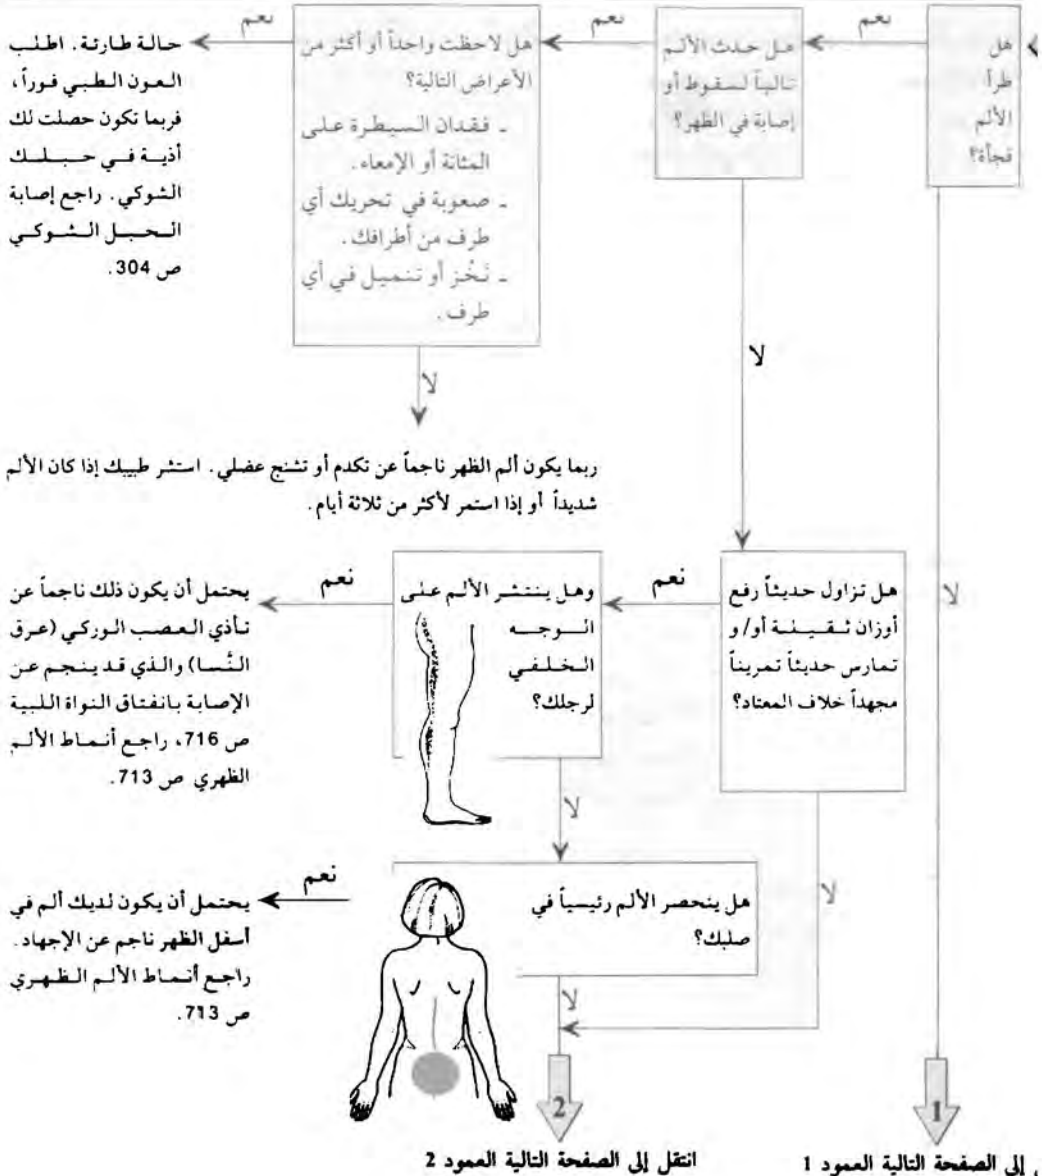 هل
طرأ
الألم
فجأة؟
نعم
هل حدث الألم
تالياً لسقوط أو
إصابة في الظهر؟
نعم
هل لاحظت واحداً أو أكثر من
الأعراض التالية؟
ـ فقدان السيطرة على
المثانة أو الإمعاء.
ـ صعوبة في تحريك أي
طرف من أطرافك.
ـ نَخْز أو تنميل في أي
طرف.
نعم
حالة طارئة. اطلب
العون الطبي فوراً،
فربما تكون حصلت لك
أذية في حبلك
الشوكي. راجع إصابة
الحبل الشوكي
ص 304.
لا
لا
ربما يكون ألم الظهر ناجماً عن تكدم أو تشنج عضلي. استشر طبيبك إذا كان الألم
شديداً أو إذا استمر لأكثر من ثلاثة أيام.
لا
هل تزاول حديثاً رفع
أوزان ثقيلة أو/ و
تمارس حديثاً تمريناً
مجهداً خلاف المعتاد؟
نعم
وهل ينتشر الألم على
الوجه
الخلفي
لرجلك؟
نعم
يحتمل أن يكون ذلك ناجماً عن
تأذي العصب الوركي (عرق
النَّسا) والذي قد ينجم عن
الإصابة بانفتاق النواة اللبية
ص 716، راجع أنماط الألم
الظهري ص 713.
لا
لا
هل ينحصر الألم رئيسياً في
صلبك؟
نعم
يحتمل أن يكون لديك ألم في
أسفل الظهر ناجم عن الإجهاد.
راجع أنماط الألم الظهري
ص 713.
لا
1
2
إلى الصفحة التالية العمود 1
انتقل إلى الصفحة التالية العمود 2